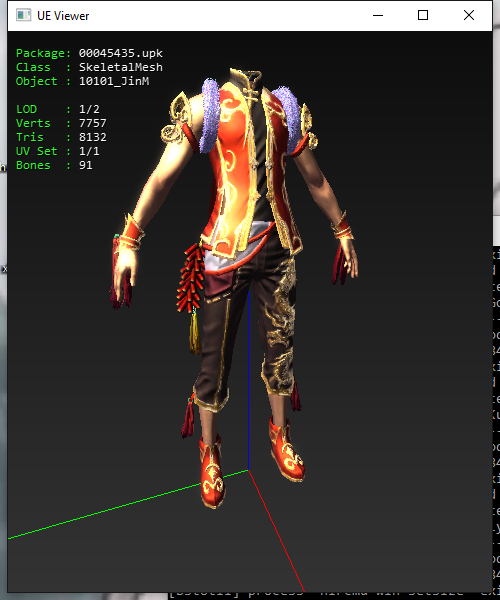 UE Viewer
Package: 00045435.upk
Class : SkeletalMesh
Object : 10101_JinM
LOD : 1/2
Verts : 7757
Tris : 8132
UV Set : 1/1
Bones : 91